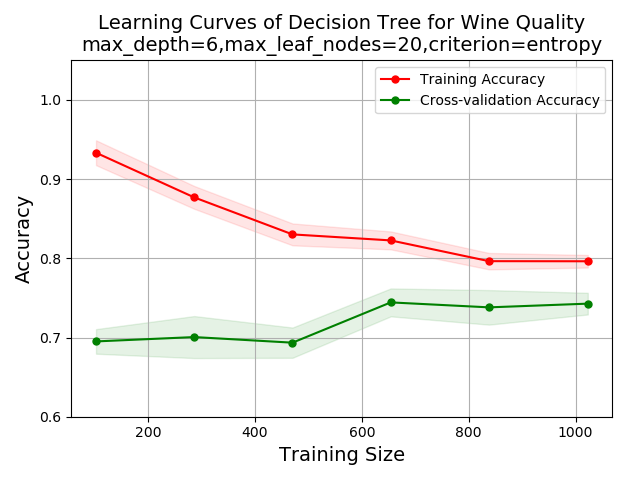 Learning Curves of Decision Tree for Wine Quality
max_depth=6,max_leaf_nodes=20,criterion=entropy
Training Accuracy
Cross-validation Accuracy
Accuracy
1.0
0.9
0.8
0.7
0.6
200 400 600 800 1000
Training Size